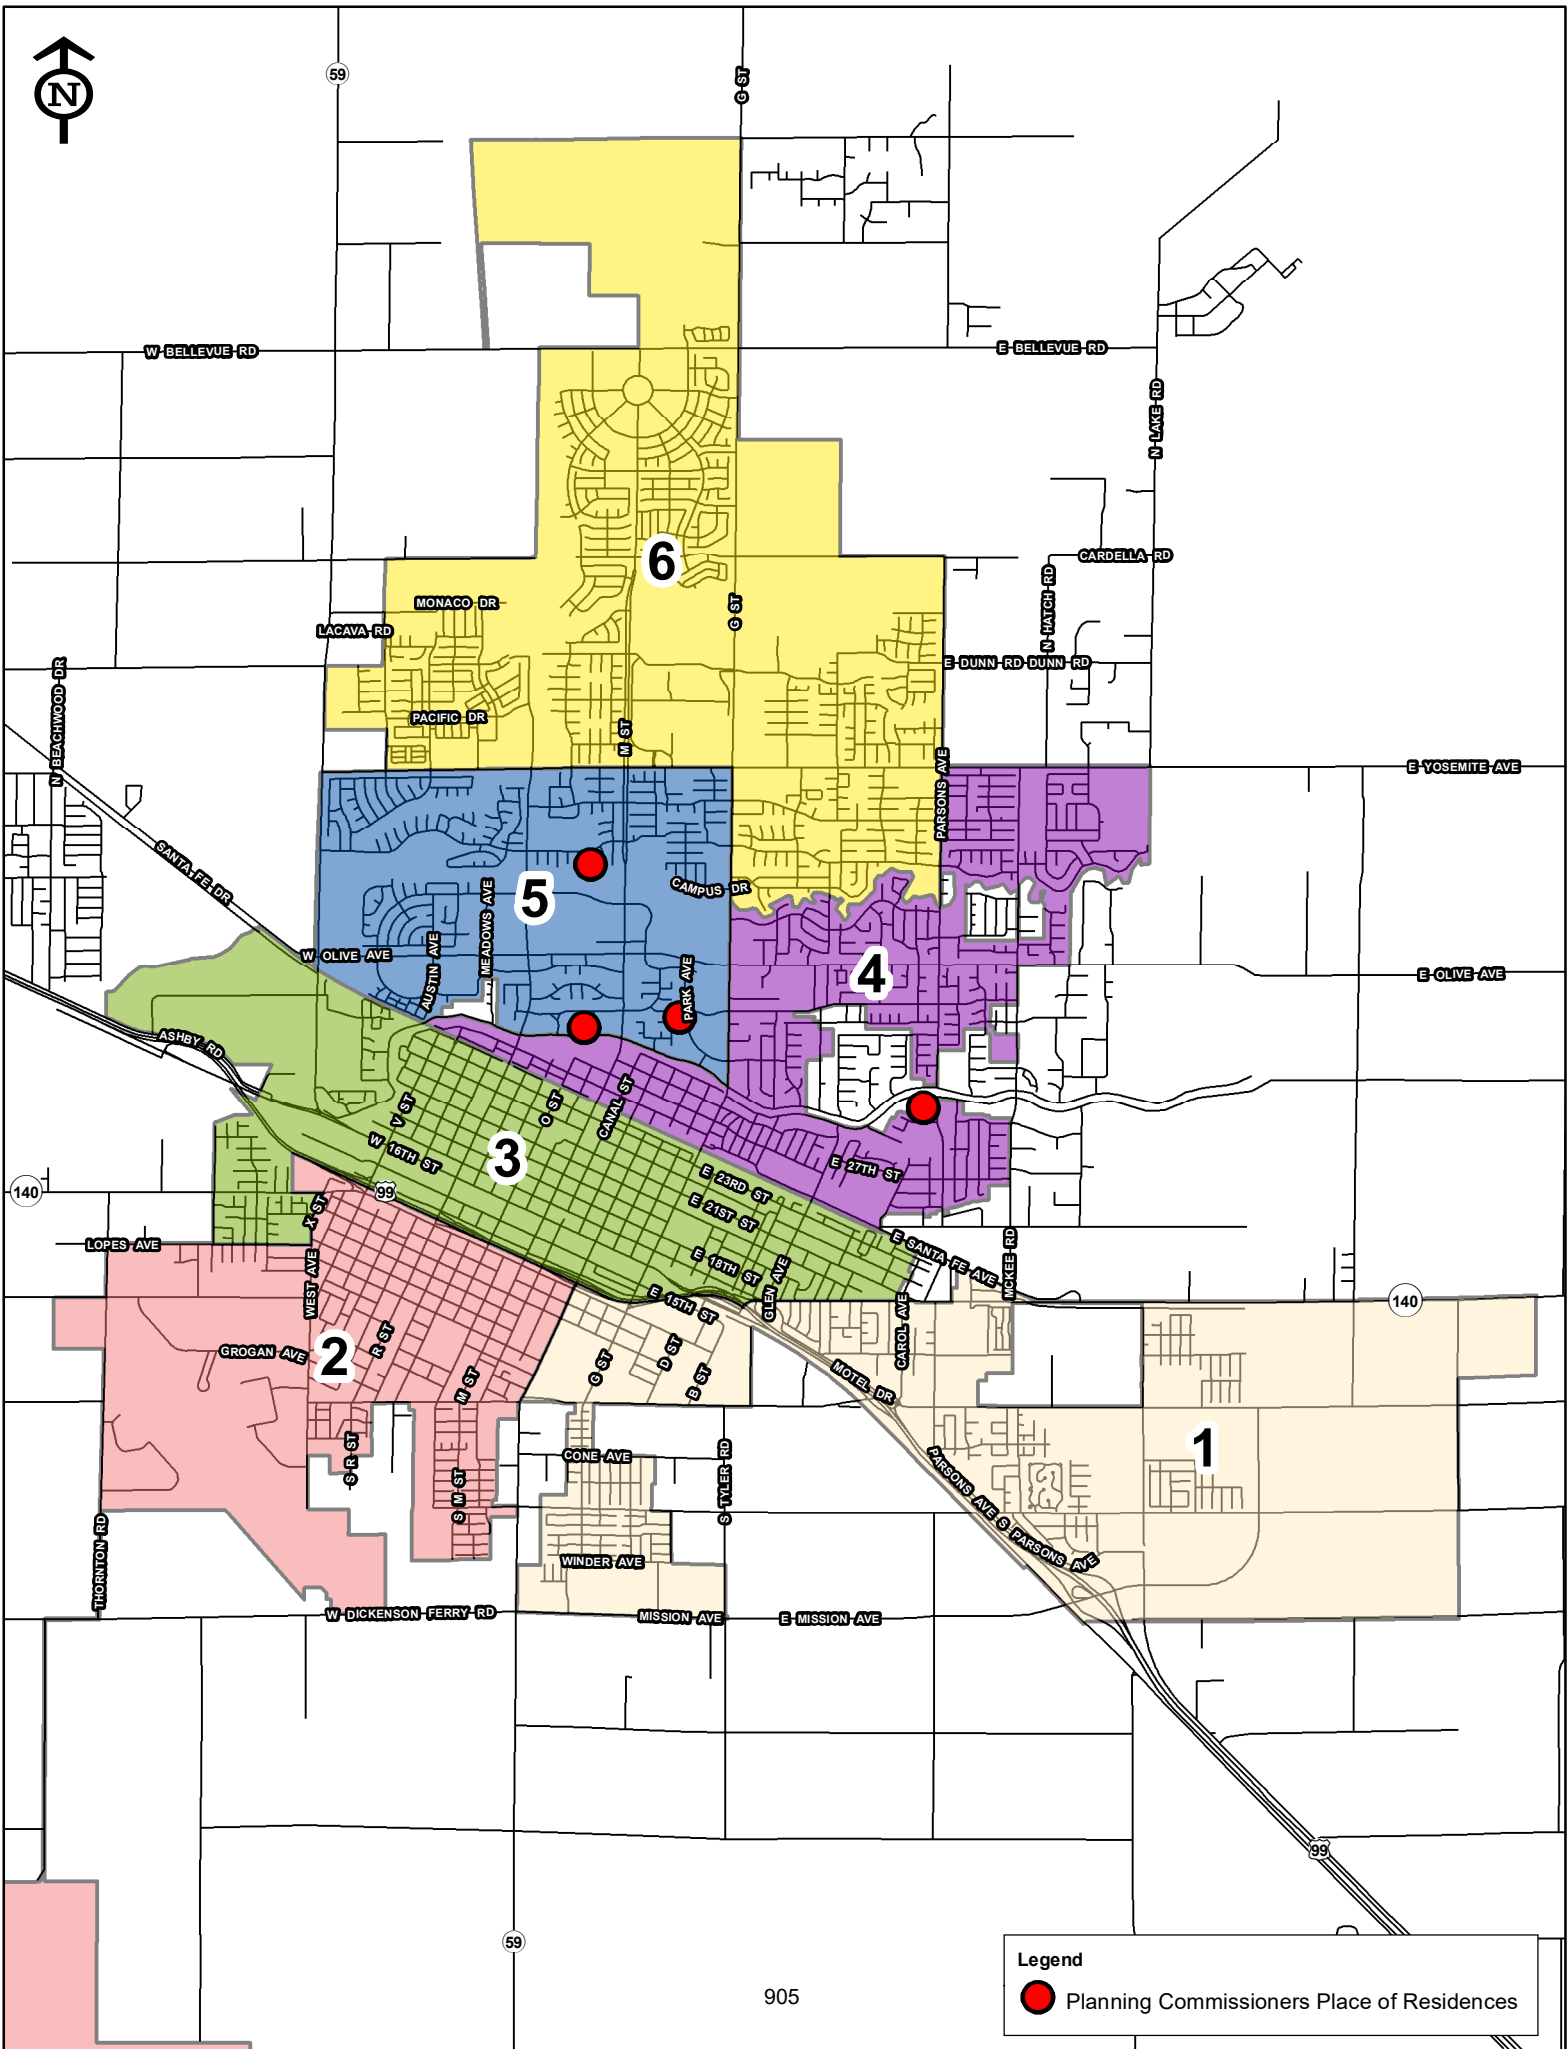 N
59
G ST
W BELLEVUE RD
E BELLEVUE RD
N LAKE RD
6
CARDELLA RD
MONACO DR
G ST
N HATCH RD
LACAVA RD
E DUNN RD DUNN RD
N BEACHWOOD DR
PACIFIC DR
M ST
PARSONS AVE
E YOSEMITE AVE
SANTA FE DR
5
CAMPUS DR
MEADOWS AVE
W OLIVE AVE
AUSTIN AVE
PARK AVE
4
E OLIVE AVE
ASHBY RD
V ST
O ST
CANAL ST
W 16TH ST
3
E 27TH ST
E 23RD ST
140
99
X ST
E 21ST ST
LOPES AVE
E 18TH ST
E SANTA FE AVE
WEST AVE
GLEN AVE
MCKEE RD
E 15TH ST
140
CAROL AVE
GROGAN AVE
2
R ST
G ST
D ST
B ST
M ST
MOTEL DR
1
S R ST
CONE AVE
S M ST
S TYLER RD
PARSONS AVE S PARSONS AVE
THORNTON RD
WINDER AVE
W DICKENSON FERRY RD
MISSION AVE
E MISSION AVE
99
59
Legend
Planning Commissioners Place of Residences
905